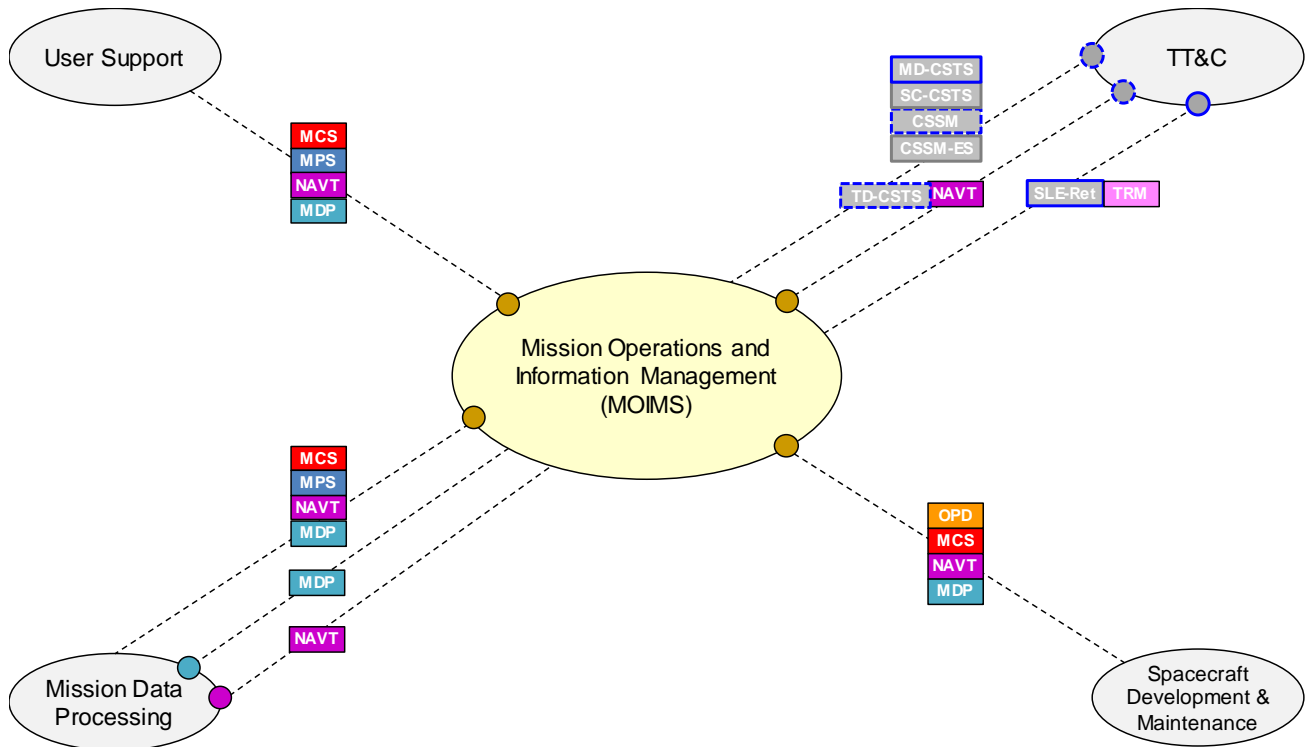 User Support
TT&C
MD-CSTS
SC-CSTS
CSSM
CSSM-ES
MCS
MPS
NAVT
MDP
TD-CSTS NAVT
SLE-Ret TRM
Mission Operations and
Information Management
(MOIMS)
MCS
MPS
NAVT
MDP
MDP
NAVT
OPD
MCS
NAVT
MDP
Mission Data
Processing
Spacecraft
Development &
Maintenance